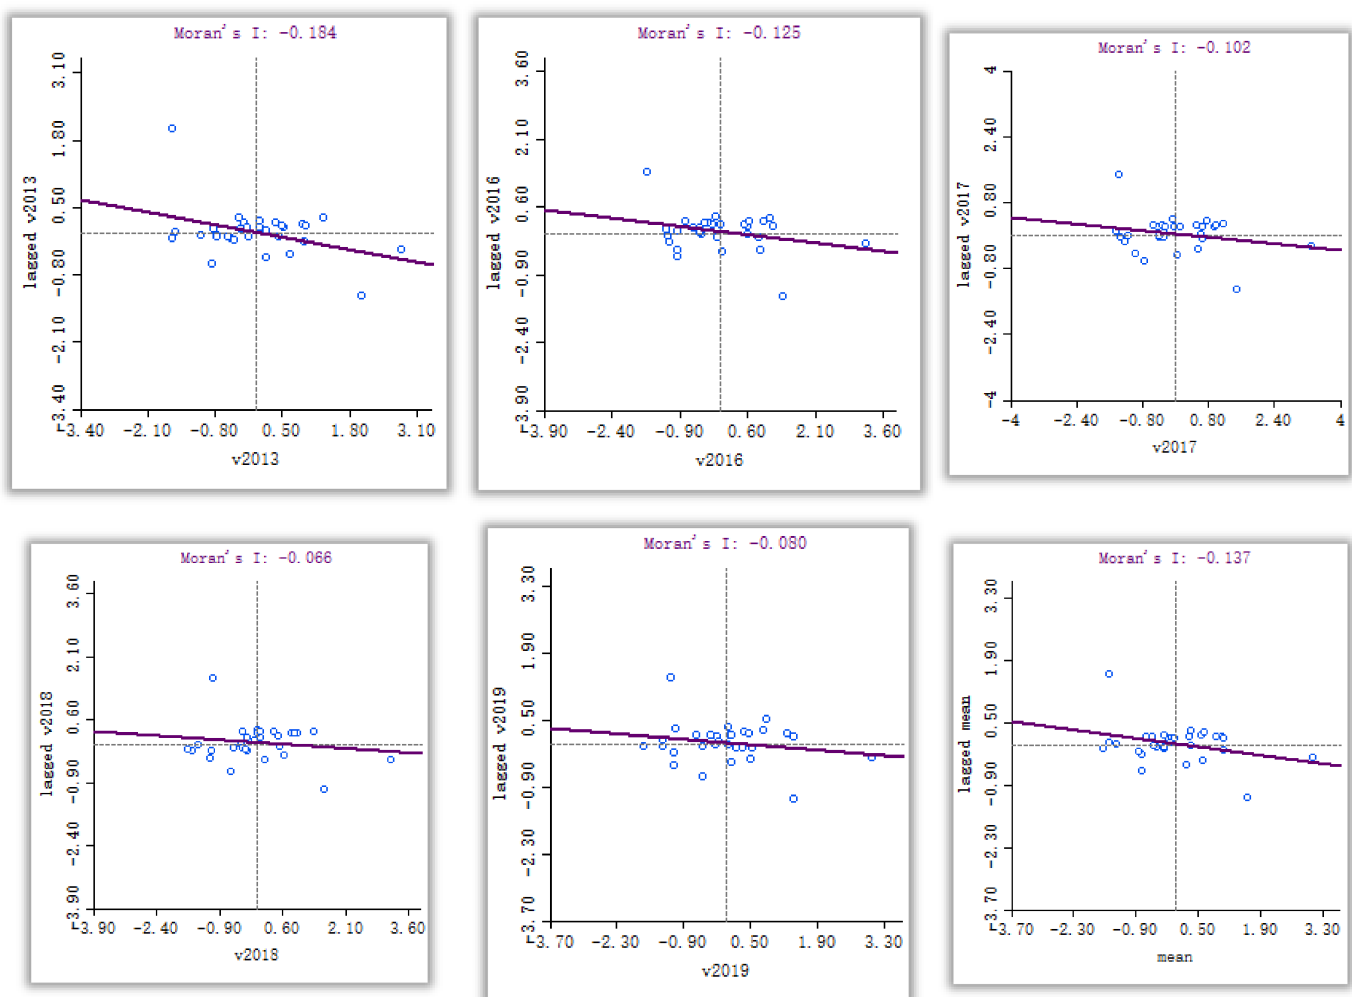 Moran's I: -0.184
lagged v2013
3.10
1.80
0.50
-0.80
-2.10
-3.40
-3.40 -2.10 -0.80 0.50 1.80 3.10
v2013
Moran's I: -0.125
lagged v2016
3.60
2.10
0.60
-0.90
-2.40
-3.90
-3.90 -2.40 -0.90 0.60 2.10 3.60
v2016
Moran's I: -0.102
lagged v2017
4
2.40
0.80
-0.80
-2.40
-4
-4 -2.40 -0.80 0.80 2.40 4
v2017
Moran's I: -0.066
lagged v2018
3.60
2.10
0.60
-0.90
-2.40
-3.90
-3.90 -2.40 -0.90 0.60 2.10 3.60
v2018
Moran's I: -0.080
lagged v2019
3.30
1.90
0.50
-0.90
-2.30
-3.70
-3.70 -2.30 -0.90 0.50 1.90 3.30
v2019
Moran's I: -0.137
lagged mean
3.30
1.90
0.50
-0.90
-2.30
-3.70
-3.70 -2.30 -0.90 0.50 1.90 3.30
mean